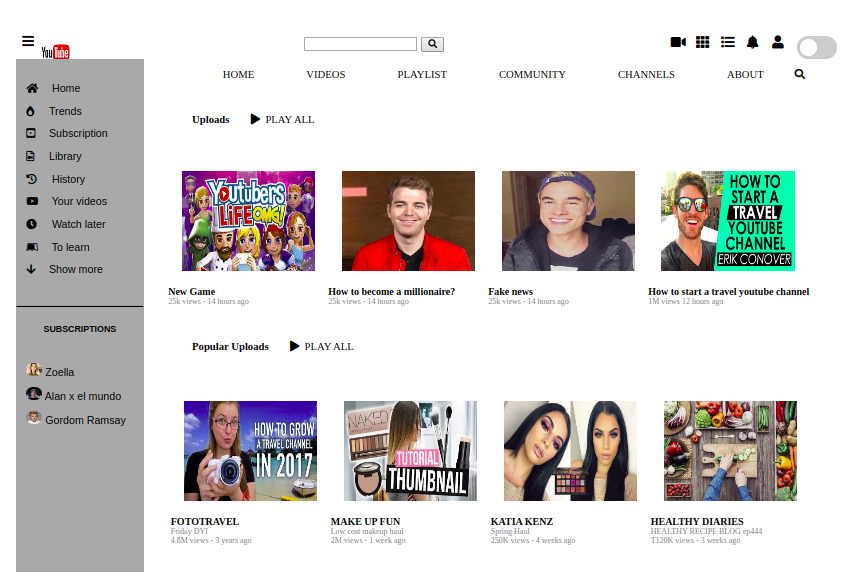 YouTube
HOME VIDEOS PLAYLIST COMMUNITY CHANNELS ABOUT
Home
Trends
Subscription
Library
History
Your videos
Watch later
To learn
Show more
SUBSCRIPTIONS
Zoella
Alan x el mundo
Gordom Ramsay
Uploads PLAY ALL
Youtubers
LiFE
OMG!
HOW TO
START A
TRAVEL
YOUTUBE
CHANNEL
ERIK CONOVER
New Game
25k views - 14 hours ago
How to become a millionaire?
25k views - 14 hours ago
Fake news
25k views - 14 hours ago
How to start a travel youtube channel
1M views 12 hours ago
Popular Uploads PLAY ALL
HOW TO GROW
A TRAVEL CHANNEL
IN 2017
NAKED
TUTORIAL
THUMBNAIL
FOTOTRAVEL
Friday DYI
4.8M views - 3 years ago
MAKE UP FUN
Low cost makeup haul
2M views - 1 week ago
KATIA KENZ
Spring Haul
250K views - 4 weeks ago
HEALTHY DIARIES
HEALTHY RECIPE BLOG ep444
T120K views - 3 weeks ago